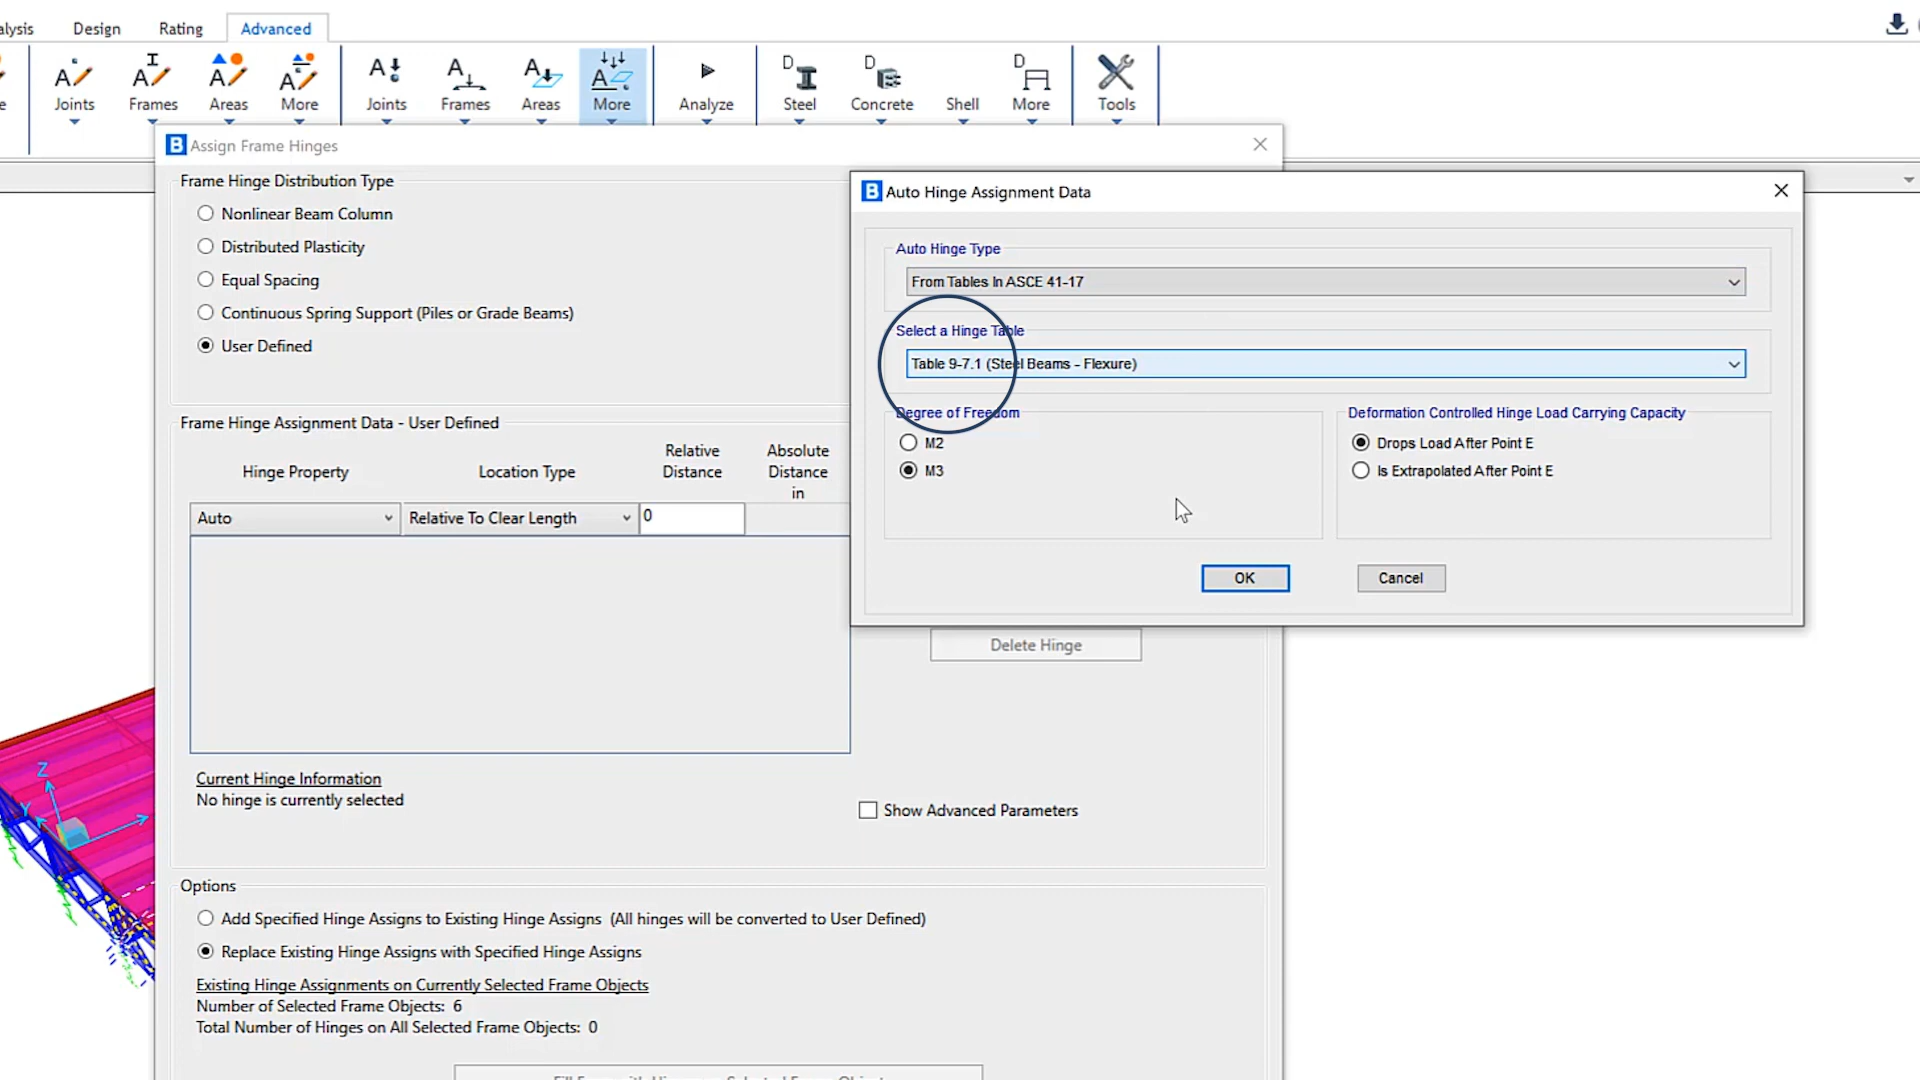 alysis Design Rating Advanced
e Joints Frames Areas More Joints Frames Areas More Analyze Steel Concrete Shell More Tools
B Assign Frame Hinges
Frame Hinge Distribution Type
Nonlinear Beam Column
Distributed Plasticity
Equal Spacing
Continuous Spring Support (Piles or Grade Beams)
User Defined
Frame Hinge Assignment Data - User Defined
Hinge Property
Location Type
Relative
Distance
Absolute
Distance
in
Auto
Relative To Clear Length
0
Delete Hinge
Current Hinge Information
No hinge is currently selected
Show Advanced Parameters
Options
Add Specified Hinge Assigns to Existing Hinge Assigns (All hinges will be converted to User Defined)
Replace Existing Hinge Assigns with Specified Hinge Assigns
Existing Hinge Assignments on Currently Selected Frame Objects
Number of Selected Frame Objects: 6
Total Number of Hinges on All Selected Frame Objects: 0
B Auto Hinge Assignment Data
Auto Hinge Type
From Tables In ASCE 41-17
Select a Hinge Table
Table 9-7.1 (Steel Beams - Flexure)
Degree of Freedom
M2
M3
Deformation Controlled Hinge Load Carrying Capacity
Drops Load After Point E
Is Extrapolated After Point E
OK
Cancel
Z
Y